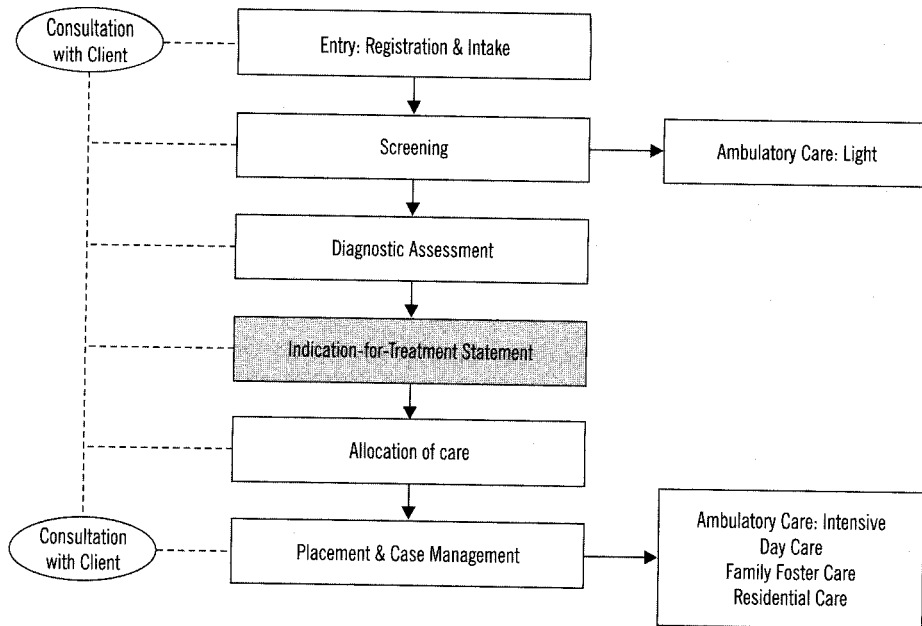 Consultation
with Client
Entry: Registration & Intake
Screening
Ambulatory Care: Light
Diagnostic Assessment
Indication-for-Treatment Statement
Allocation of care
Consultation
with Client
Placement & Case Management
Ambulatory Care: Intensive
Day Care
Family Foster Care
Residential Care